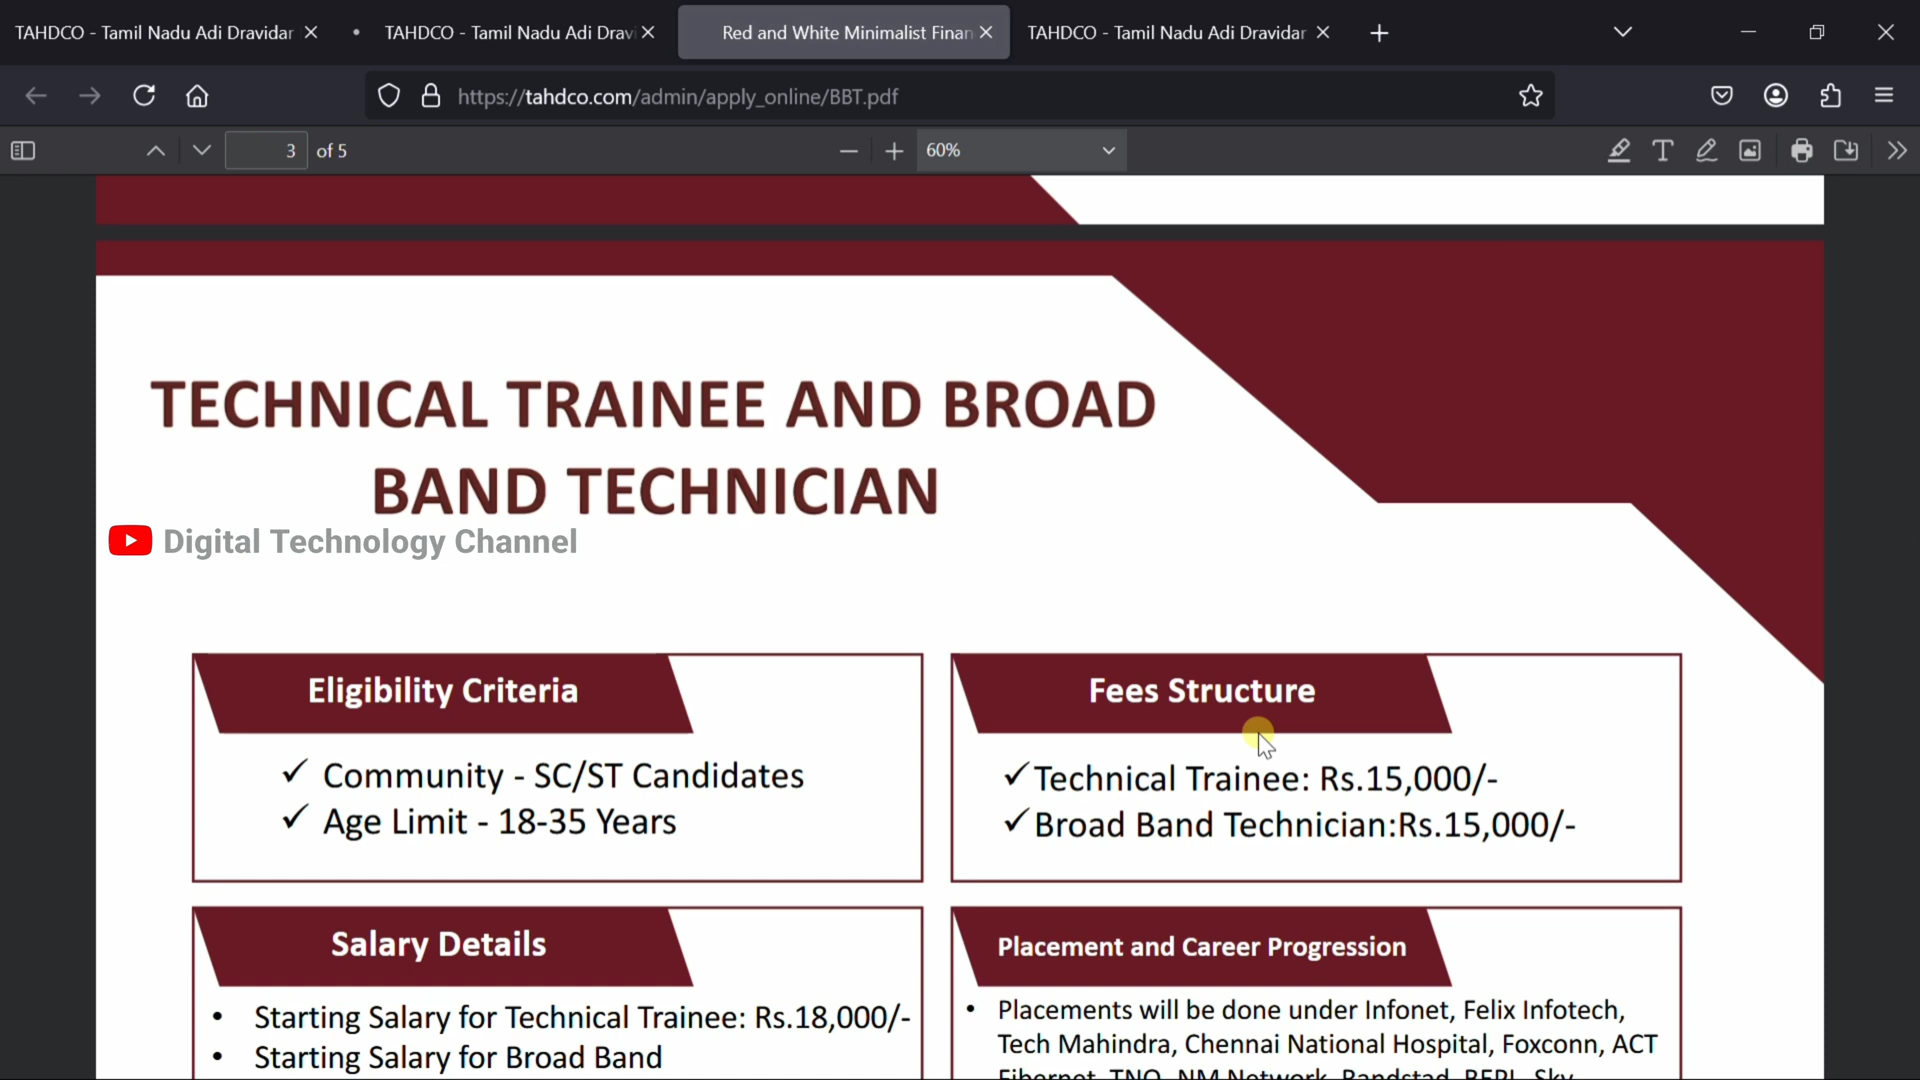 TAHDCO - Tamil Nadu Adi Dravidar
TAHDCO - Tamil Nadu Adi Dravi
Red and White Minimalist Finan
TAHDCO - Tamil Nadu Adi Dravidar
https://tahdco.com/admin/apply_online/BBT.pdf
3 of 5
60%
TECHNICAL TRAINEE AND BROAD
BAND TECHNICIAN
Digital Technology Channel
Eligibility Criteria
✓ Community - SC/ST Candidates
✓ Age Limit - 18-35 Years
Fees Structure
✓Technical Trainee: Rs.15,000/-
✓Broad Band Technician:Rs.15,000/-
Salary Details
• Starting Salary for Technical Trainee: Rs.18,000/-
• Starting Salary for Broad Band
Placement and Career Progression
• Placements will be done under Infonet, Felix Infotech,
Tech Mahindra, Chennai National Hospital, Foxconn, ACT